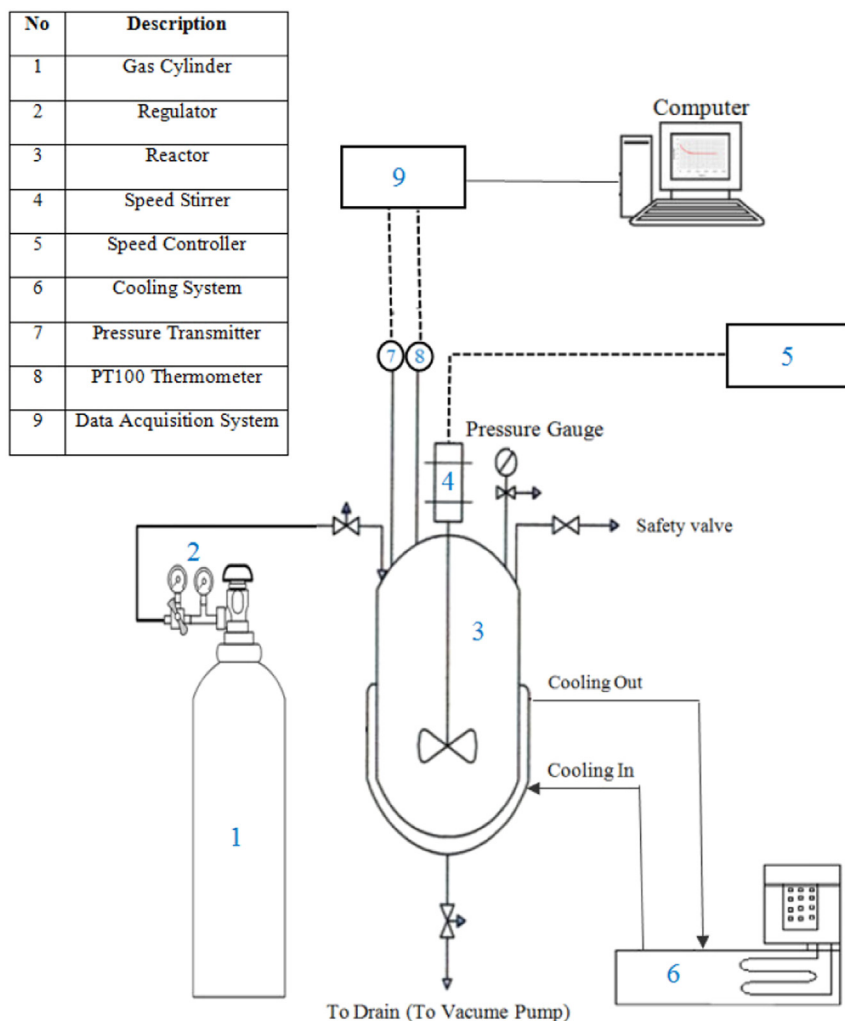 No Description
1 Gas Cylinder
2 Regulator
3 Reactor
4 Speed Stirrer
5 Speed Controller
6 Cooling System
7 Pressure Transmitter
8 PT100 Thermometer
9 Data Acquisition System
Computer
9
7 8
5
Pressure Gauge
4
Safety valve
2
3
Cooling Out
Cooling In
1
6
To Drain (To Vacume Pump)